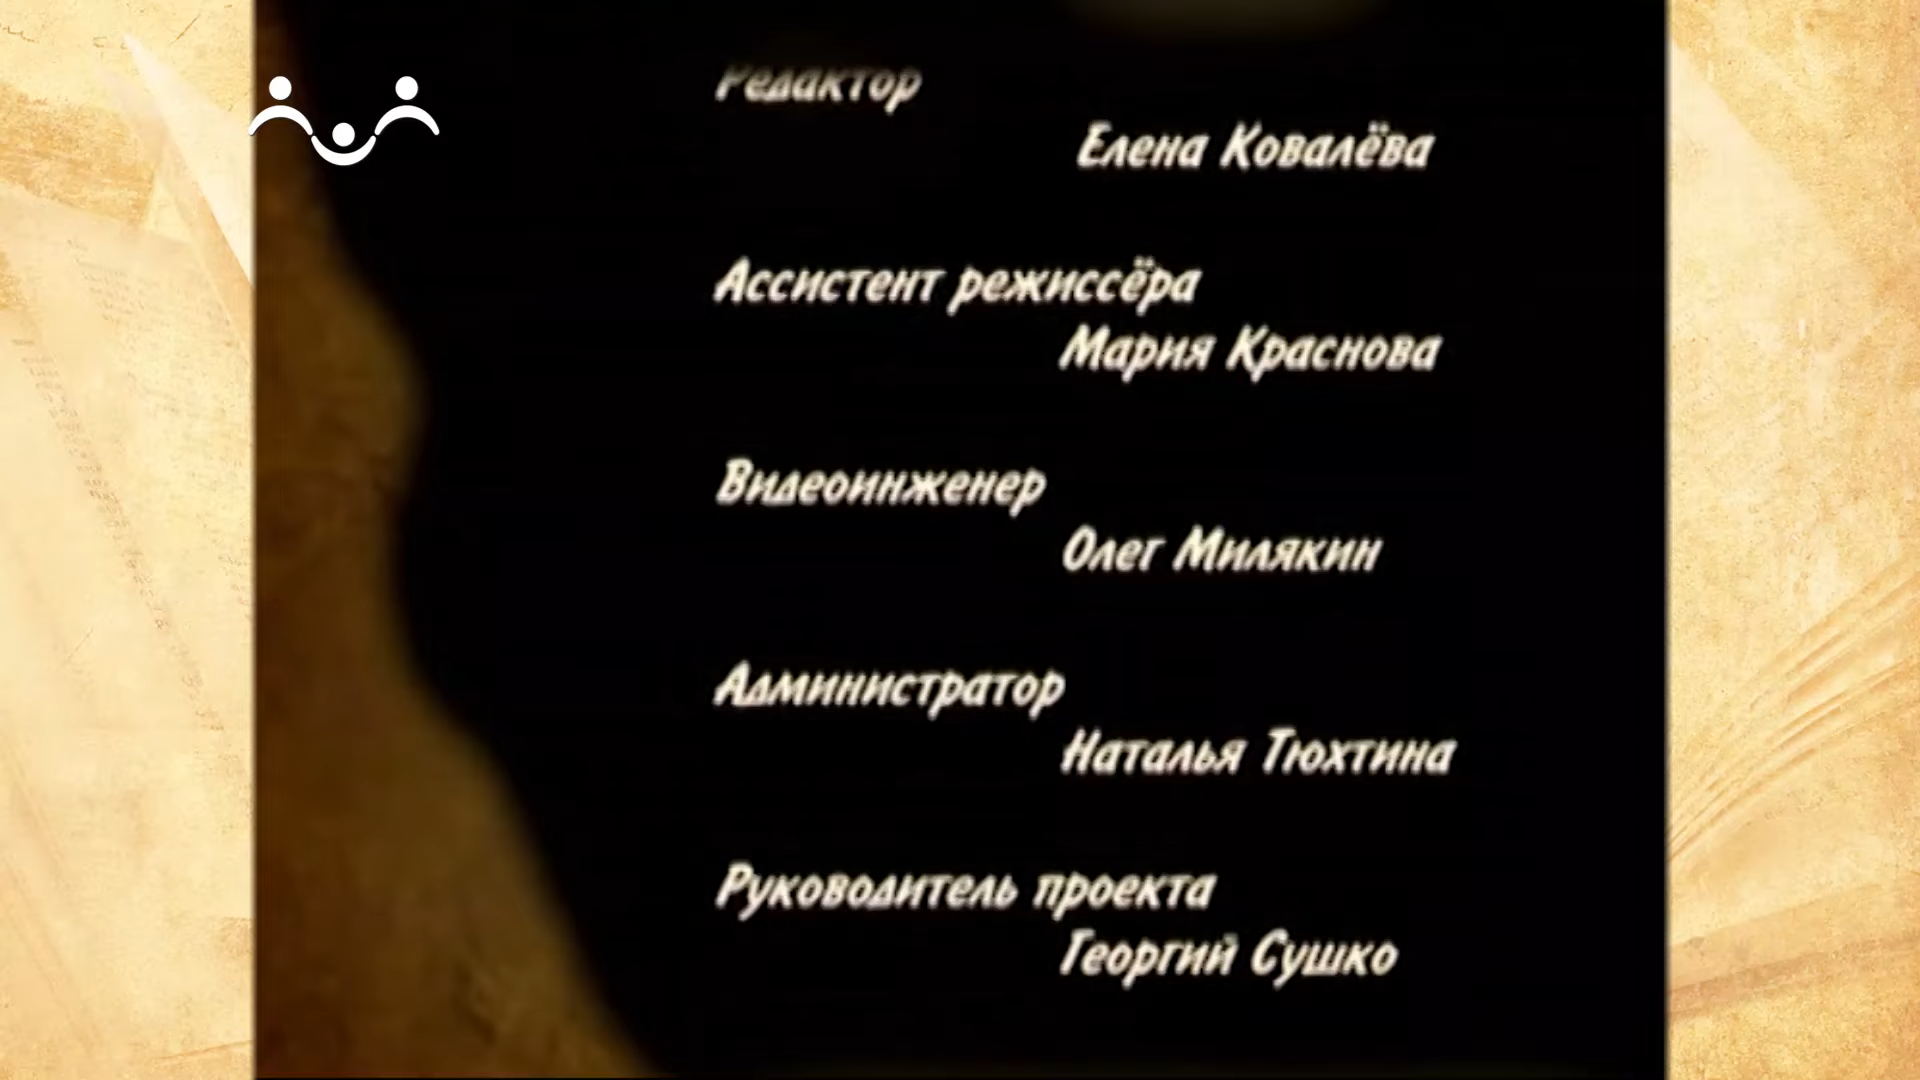 Редактор
Елена Ковалёва
Ассистент режиссёра
Мария Краснова
Видеоинженер
Олег Милякин
Администратор
Наталья Тюхтина
Руководитель проекта
Георгий Сушко